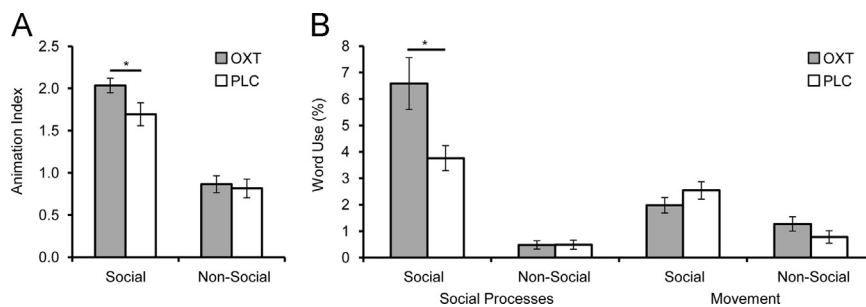 A
Animation Index
2.5
2.0
1.5
1.0
0.5
0.0
*
OXT
PLC
Social
Non-Social
B
Word Use (%)
8
7
6
5
4
3
2
1
0
*
OXT
PLC
Social
Non-Social
Social
Non-Social
Social Processes
Movement